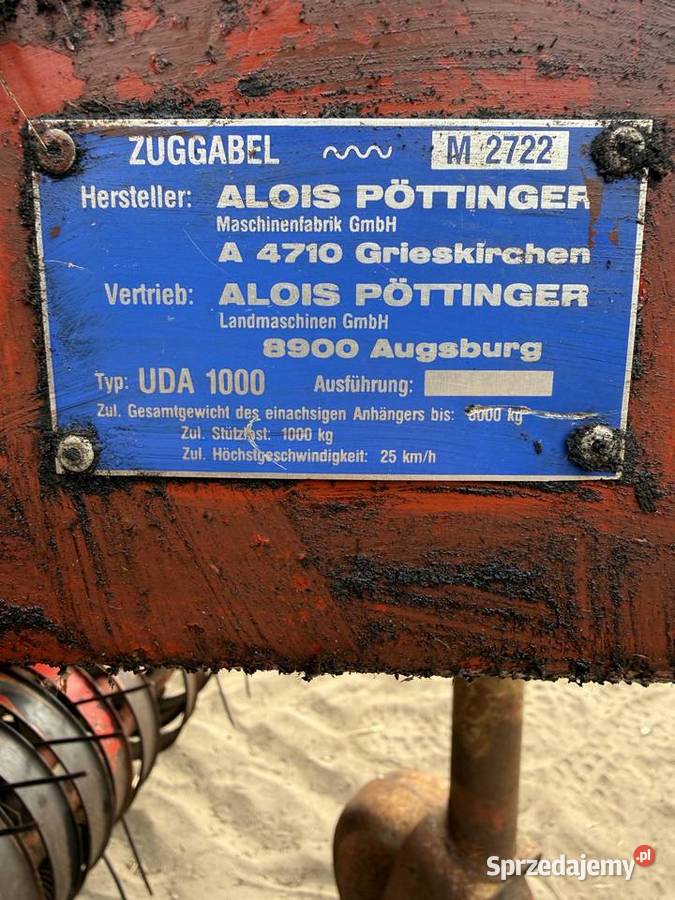 ZUGGABEL M 2722
Hersteller: ALOIS PÖTTINGER
Maschinenfabrik GmbH
A 4710 Grieskirchen
Vertrieb: ALOIS PÖTTINGER
Landmaschinen GmbH
8900 Augsburg
Typ: UDA 1000 Ausführung:
Zul. Gesamtgewicht des einachsigen Anhängers bis: kg
Zul. Stützlast: 1000 kg
Zul. Höchstgeschwindigkeit: 25 km/h
Sprzedajemy.pl